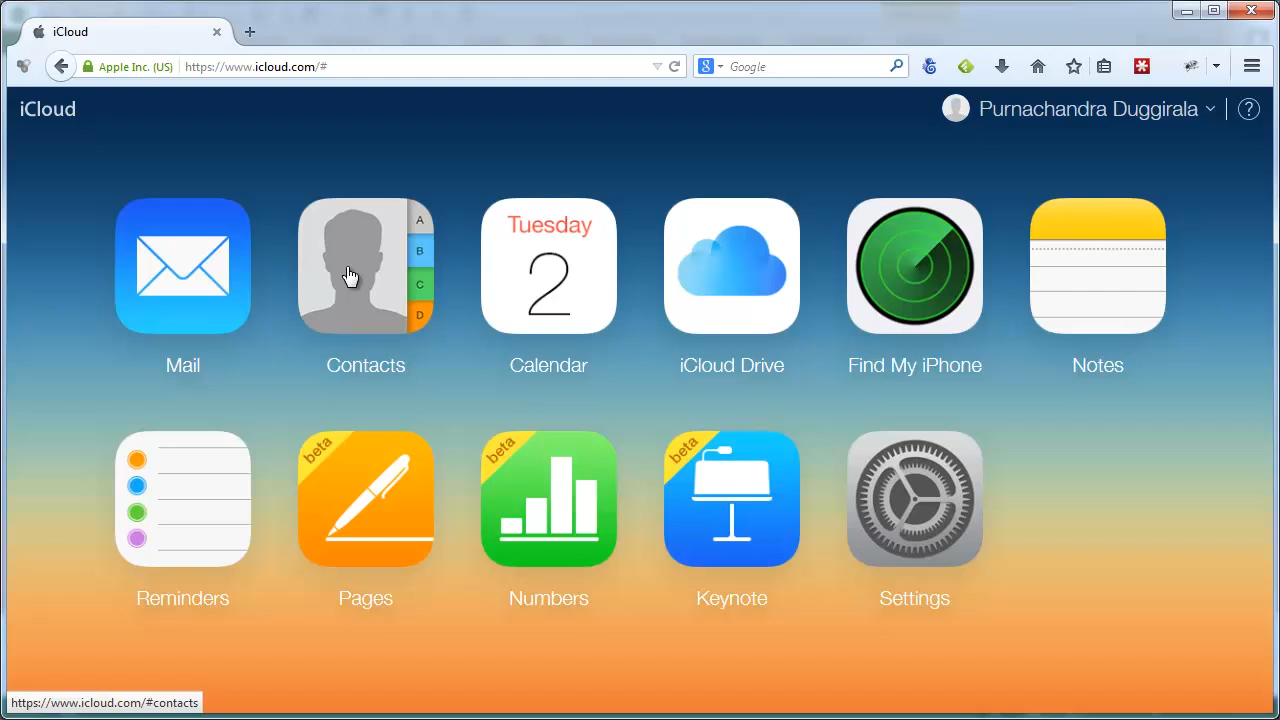 iCloud
Apple Inc. (US) https://www.icloud.com/# Google
iCloud Purnachandra Duggirala ?
A
B
C
D
Tuesday
2
Mail Contacts Calendar iCloud Drive Find My iPhone Notes
beta beta beta
Reminders Pages Numbers Keynote Settings
https://www.icloud.com/#contacts